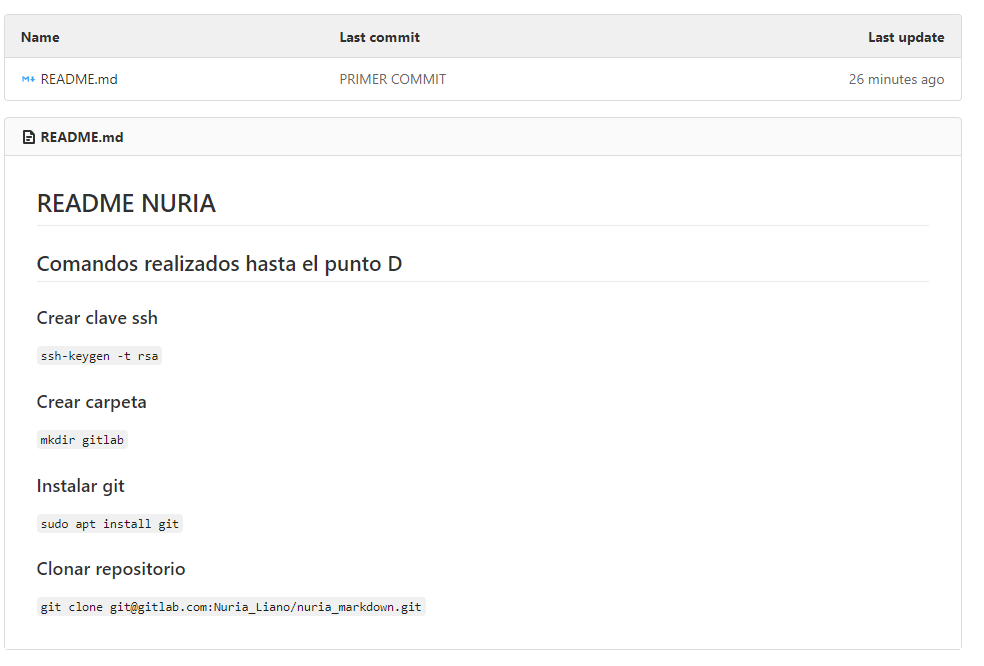 Name Last commit Last update
README.md PRIMER COMMIT 26 minutes ago
README.md
README NURIA
Comandos realizados hasta el punto D
Crear clave ssh
ssh-keygen -t rsa
Crear carpeta
mkdir gitlab
Instalar git
sudo apt install git
Clonar repositorio
git clone git@gitlab.com:Nuria_Liano/nuria_markdown.git